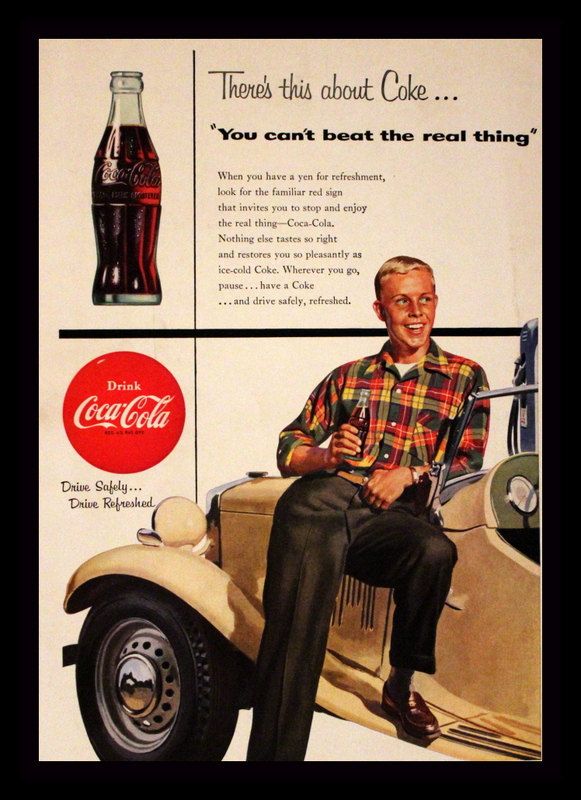 There's this about Coke...
"You can't beat the real thing"
When you have a yen for refreshment,
look for the familiar red sign
that invites you to stop and enjoy
the real thing—Coca-Cola.
Nothing else tastes so right
and restores you so pleasantly as
ice-cold Coke. Wherever you go,
pause...have a Coke
...and drive safely, refreshed.
Coca-Cola
Drink
Coca-Cola
REG. U.S. PAT. OFF.
Drive Safely...
Drive Refreshed